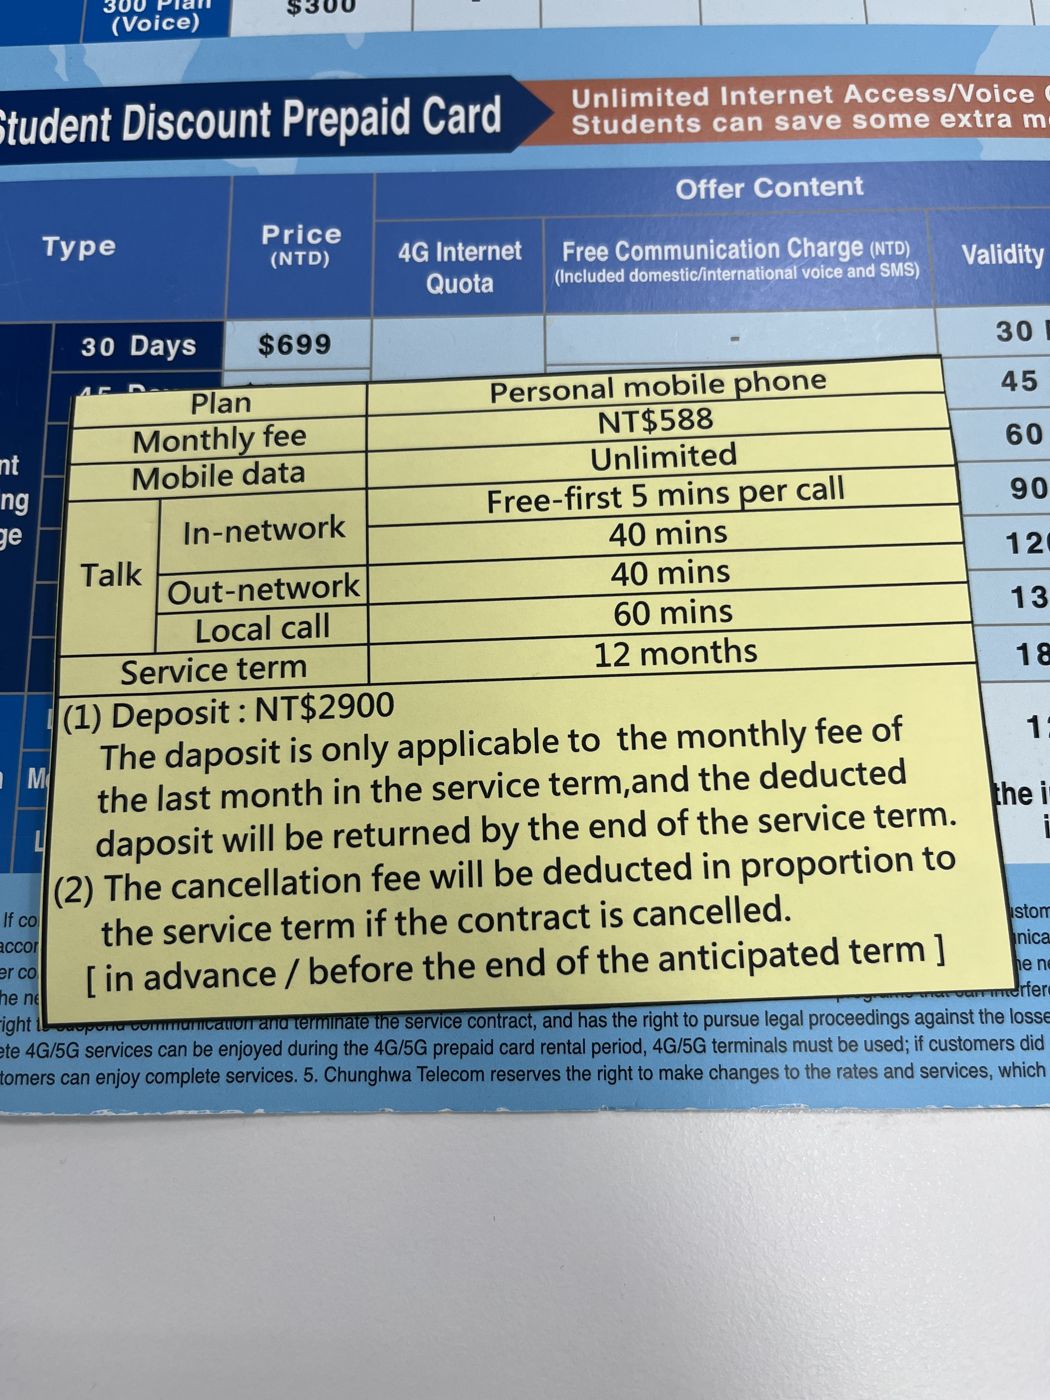 300 Plan
(Voice)
$300
-
Student Discount Prepaid Card
Unlimited Internet Access/Voice
Students can save some extra
Type
Price
(NTD)
Offer Content
4G Internet
Quota
Free Communication Charge (NTD)
(Included domestic/international voice and SMS)
Validity
30 Days
$699
-
30
45
60
90
Plan
Personal mobile phone
Monthly fee
NT$588
Mobile data
Unlimited
Talk
In-network
Free-first 5 mins per call
40 mins
Out-network
40 mins
Local call
60 mins
Service term
12 months
(1) Deposit : NT$2900
The daposit is only applicable to the monthly fee of
the last month in the service term,and the deducted
daposit will be returned by the end of the service term.
(2) The cancellation fee will be deducted in proportion to
the service term if the contract is cancelled.
[ in advance / before the end of the anticipated term ]
the
If
suspend communication and terminate the service contract, and has the right to pursue legal proceedings against the
4G/5G services can be enjoyed during the 4G/5G prepaid card rental period, 4G/5G terminals must be used; if customers did
can enjoy complete services. 5. Chunghwa Telecom reserves the right to make changes to the rates and services, which